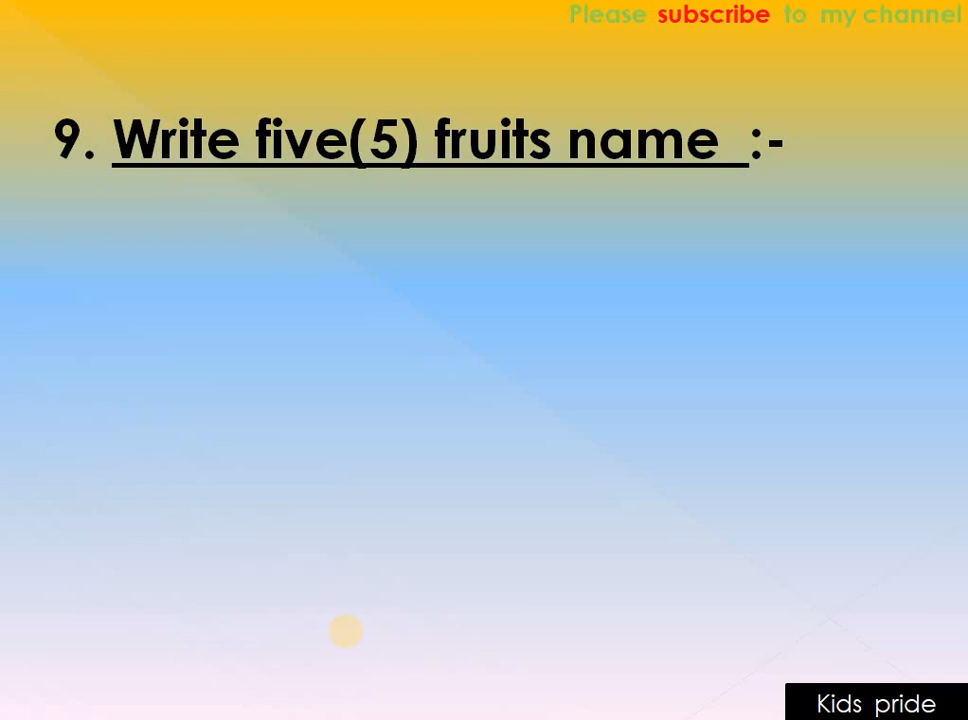 Please subscribe to my channel
9. Write five(5) fruits name :-
Kids pride